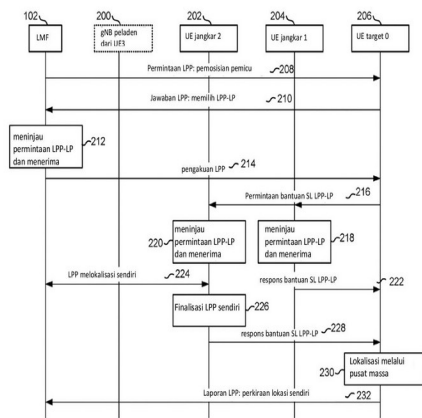 102
200
202
204
206
LMF
gNB peladen
dari UE3
UE jangkar 2
UE jangkar 1
UE target 0
Permintaan LPP: pemosisian pemicu
208
Jawaban LPP: memilih LPP-LP
210
meninjau
permintaan LPP-LP
dan menerima
212
pengakuan LPP
214
Permintaan bantuan SL LPP-LP
216
220
meninjau
permintaan LPP-LP
dan menerima
meninjau
permintaan LPP-LP
dan menerima
218
LPP melokalisasi sendiri
224
respons bantuan SL LPP-LP
222
Finalisasi LPP sendiri
226
respons bantuan SL LPP-LP
228
Lokalisasi melalui
pusat massa
230
Laporan LPP: perkiraan lokasi sendiri
232